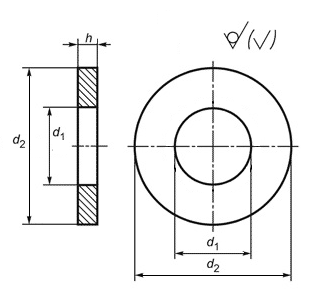 h
(√)
d₂
d₁
d₁
d₂